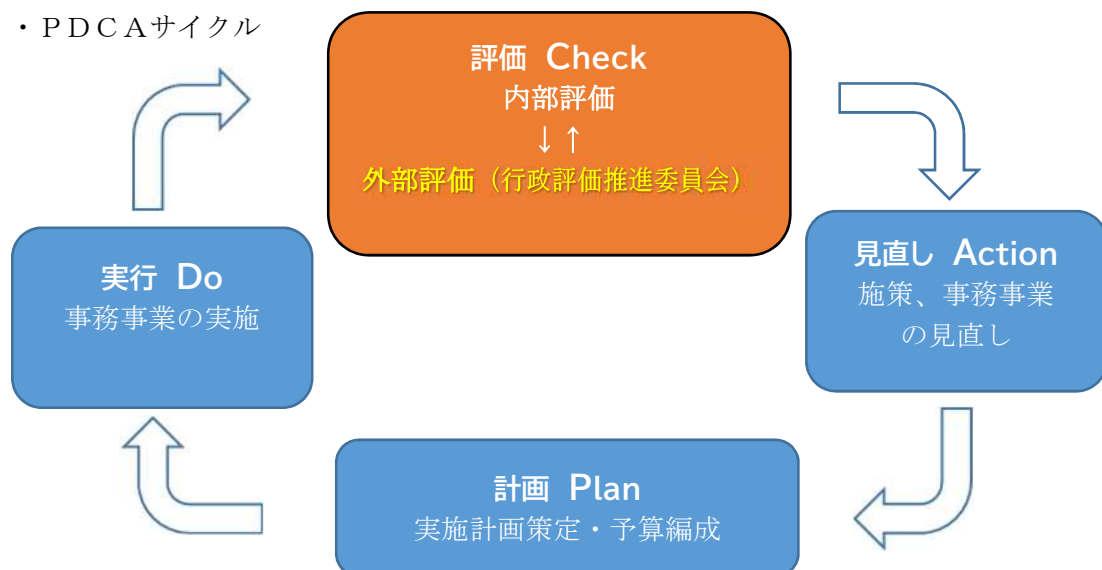 ・ＰＤＣＡサイクル
評価 Check
内部評価
↓ ↑
外部評価（行政評価推進委員会）
実行 Do
事務事業の実施
見直し Action
施策、事務事業
の見直し
計画 Plan
実施計画策定・予算編成